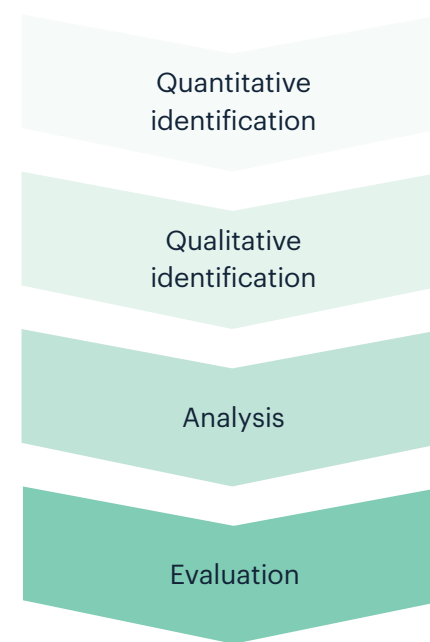 Quantitative
identification
Qualitative
identification
Analysis
Evaluation